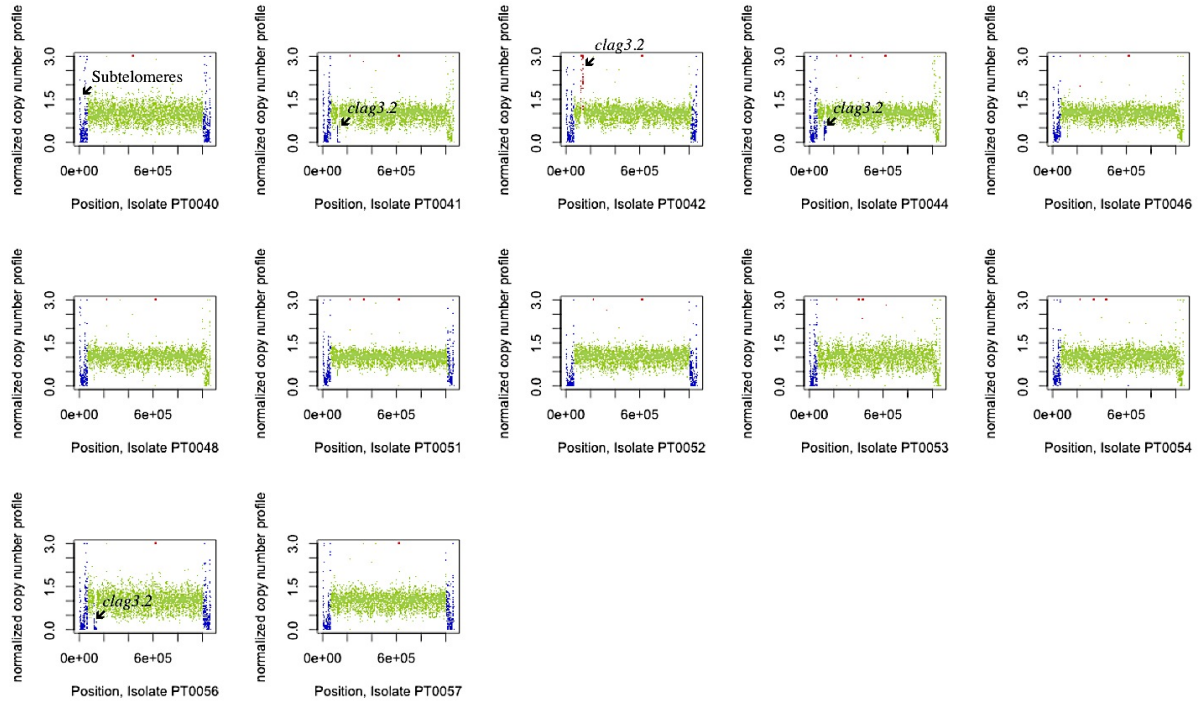 normalized copy number profile
3.0
1.5
0.0
Subtelomeres
0e+00 6e+05
Position, Isolate PT0040
normalized copy number profile
3.0
1.5
0.0
clag3.2
0e+00 6e+05
Position, Isolate PT0041
normalized copy number profile
3.0
1.5
0.0
clag3.2
0e+00 6e+05
Position, Isolate PT0042
normalized copy number profile
3.0
1.5
0.0
clag3.2
0e+00 6e+05
Position, Isolate PT0044
normalized copy number profile
3.0
1.5
0.0
0e+00 6e+05
Position, Isolate PT0046
normalized copy number profile
3.0
1.5
0.0
0e+00 6e+05
Position, Isolate PT0048
normalized copy number profile
3.0
1.5
0.0
0e+00 6e+05
Position, Isolate PT0051
normalized copy number profile
3.0
1.5
0.0
0e+00 6e+05
Position, Isolate PT0052
normalized copy number profile
3.0
1.5
0.0
0e+00 6e+05
Position, Isolate PT0053
normalized copy number profile
3.0
1.5
0.0
0e+00 6e+05
Position, Isolate PT0054
normalized copy number profile
3.0
1.5
0.0
clag3.2
0e+00 6e+05
Position, Isolate PT0056
normalized copy number profile
3.0
1.5
0.0
0e+00 6e+05
Position, Isolate PT0057